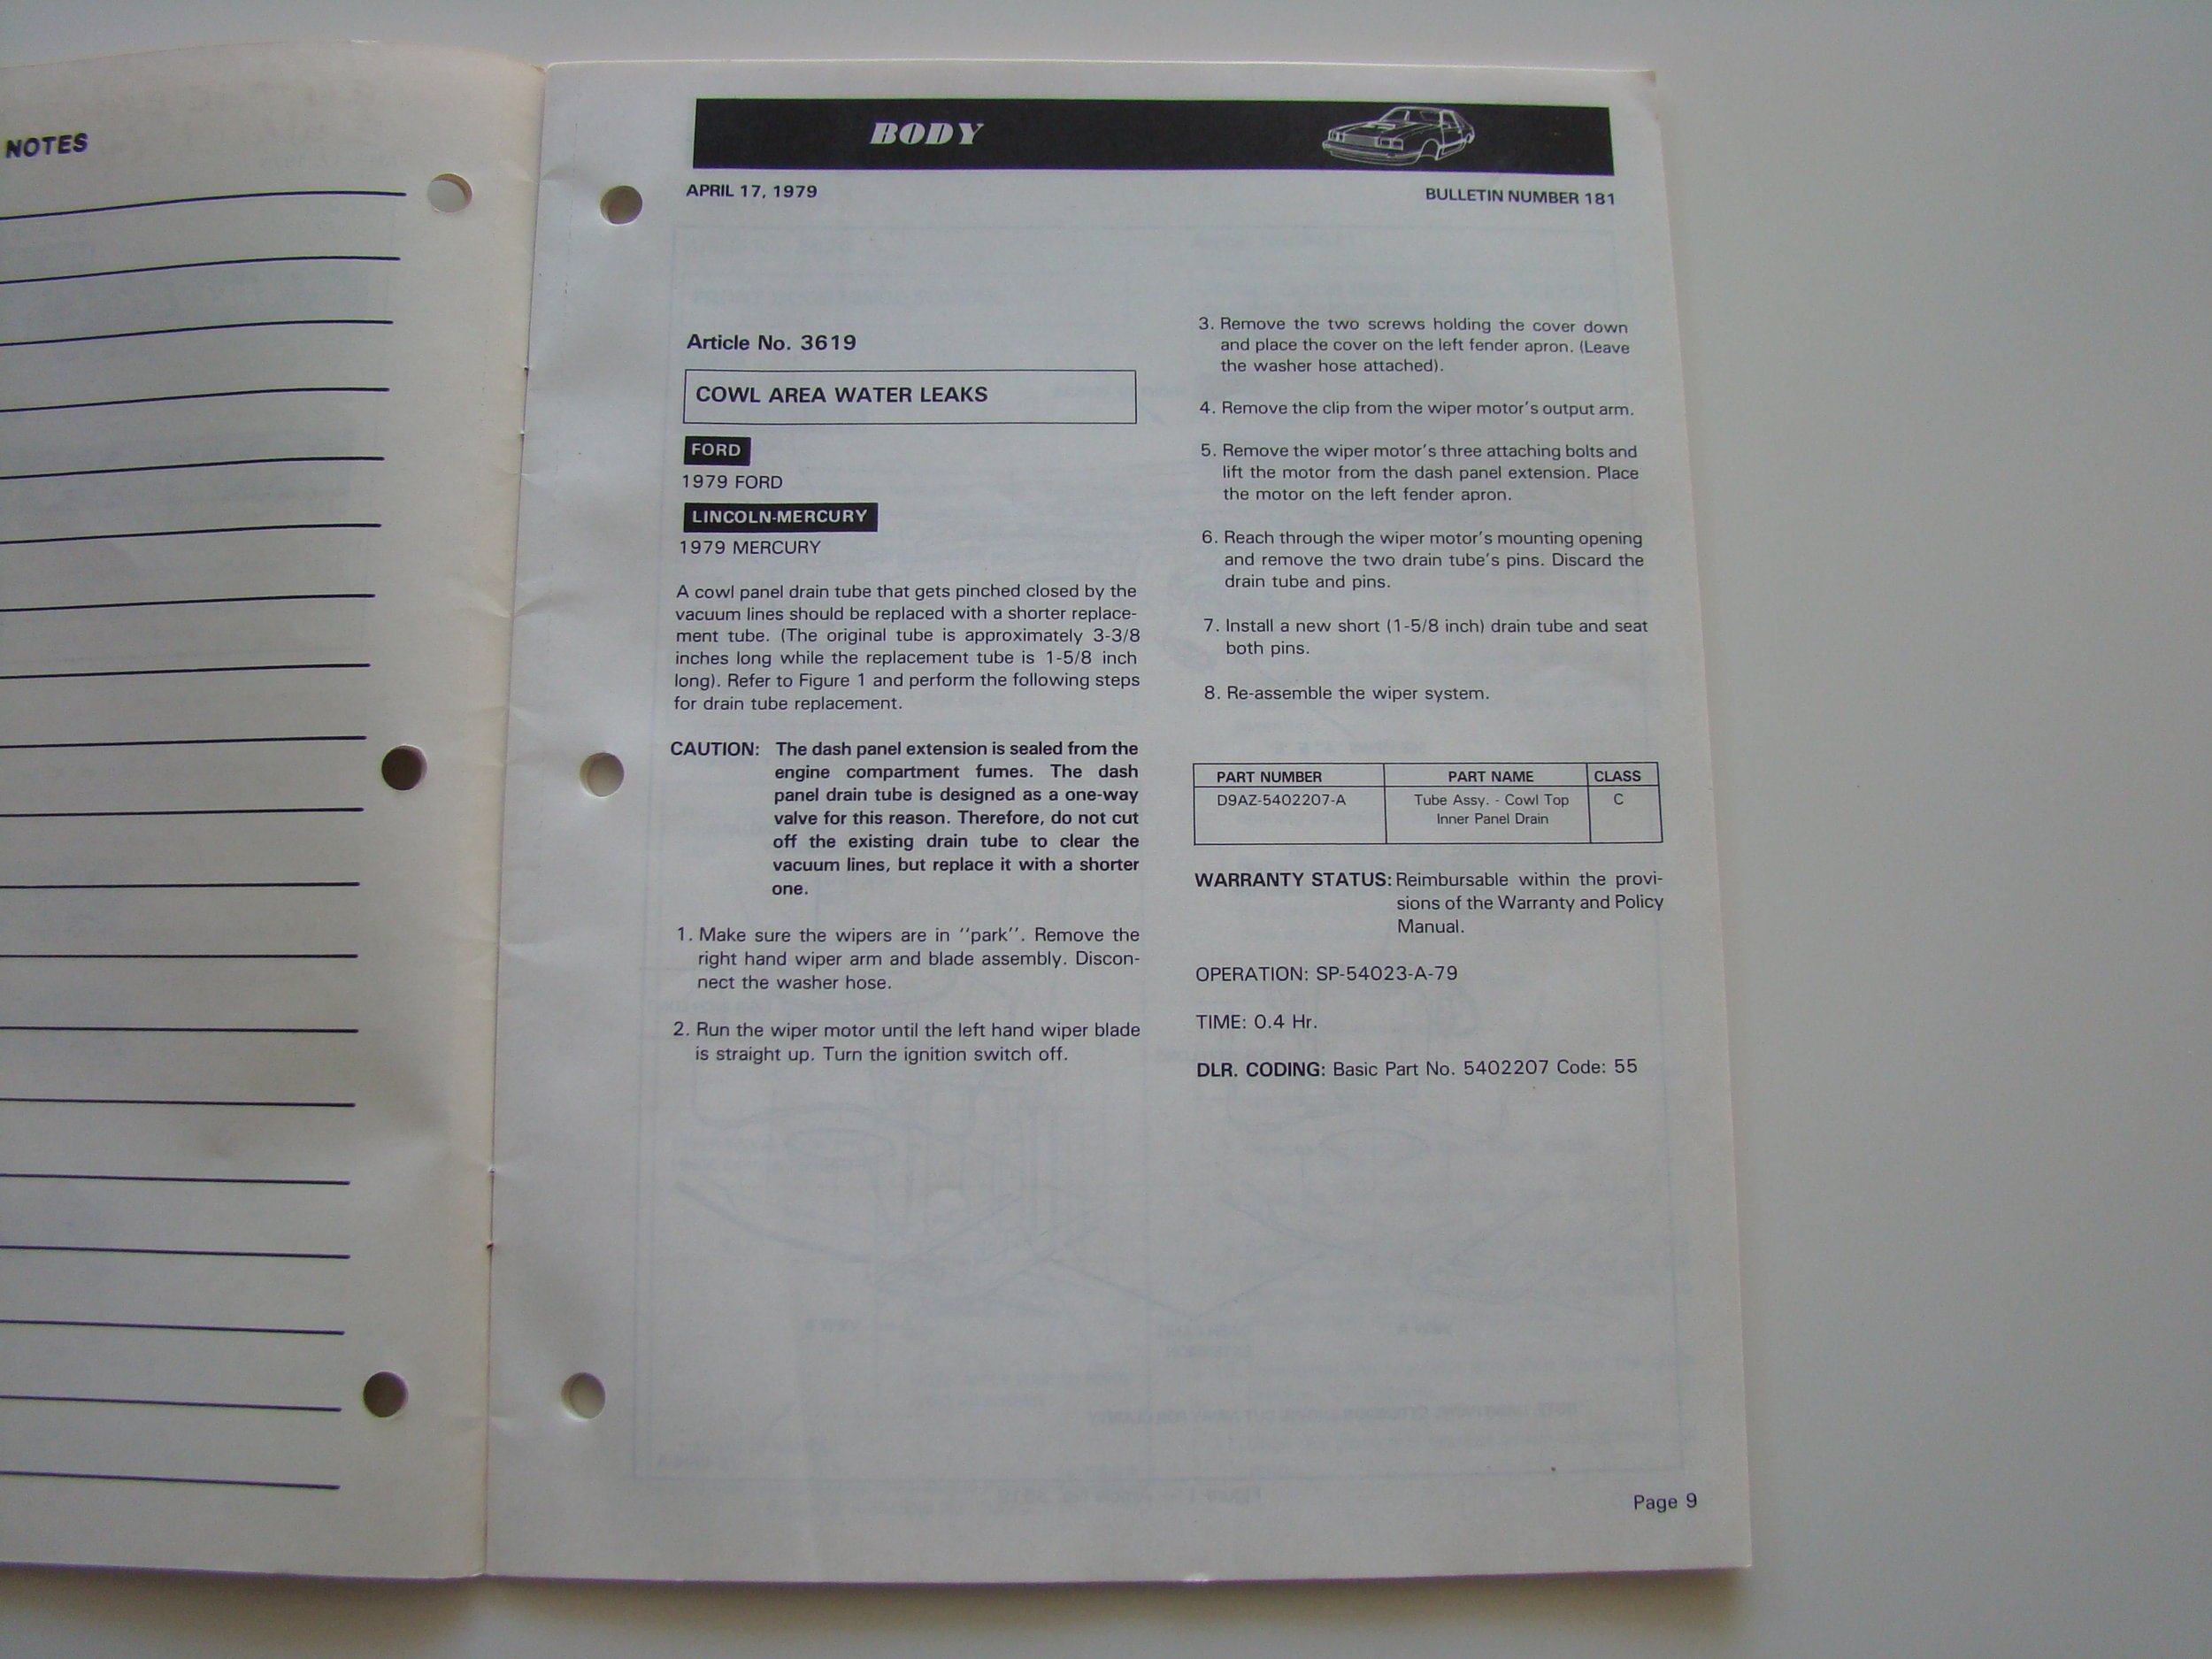 NOTES
BODY
APRIL 17, 1979
BULLETIN NUMBER 181
Article No. 3619
COWL AREA WATER LEAKS
FORD
1979 FORD
LINCOLN-MERCURY
1979 MERCURY
A cowl panel drain tube that gets pinched closed by the
vacuum lines should be replaced with a shorter replace-
ment tube. (The original tube is approximately 3-3/8
inches long while the replacement tube is 1-5/8 inch
long). Refer to Figure 1 and perform the following steps
for drain tube replacement.
CAUTION: The dash panel extension is sealed from the
engine compartment fumes. The dash
panel drain tube is designed as a one-way
valve for this reason. Therefore, do not cut
off the existing drain tube to clear the
vacuum lines, but replace it with a shorter
one.
1. Make sure the wipers are in ''park''. Remove the
right hand wiper arm and blade assembly. Discon-
nect the washer hose.
2. Run the wiper motor until the left hand wiper blade
is straight up. Turn the ignition switch off.
3. Remove the two screws holding the cover down
and place the cover on the left fender apron. (Leave
the washer hose attached).
4. Remove the clip from the wiper motor's output arm.
5. Remove the wiper motor's three attaching bolts and
lift the motor from the dash panel extension. Place
the motor on the left fender apron.
6. Reach through the wiper motor's mounting opening
and remove the two drain tube's pins. Discard the
drain tube and pins.
7. Install a new short (1-5/8 inch) drain tube and seat
both pins.
8. Re-assemble the wiper system.
PART NUMBER PART NAME CLASS
D9AZ-5402207-A Tube Assy. - Cowl Top C
Inner Panel Drain
WARRANTY STATUS: Reimbursable within the provi-
sions of the Warranty and Policy
Manual.
OPERATION: SP-54023-A-79
TIME: 0.4 Hr.
DLR. CODING: Basic Part No. 5402207 Code: 55
Page 9